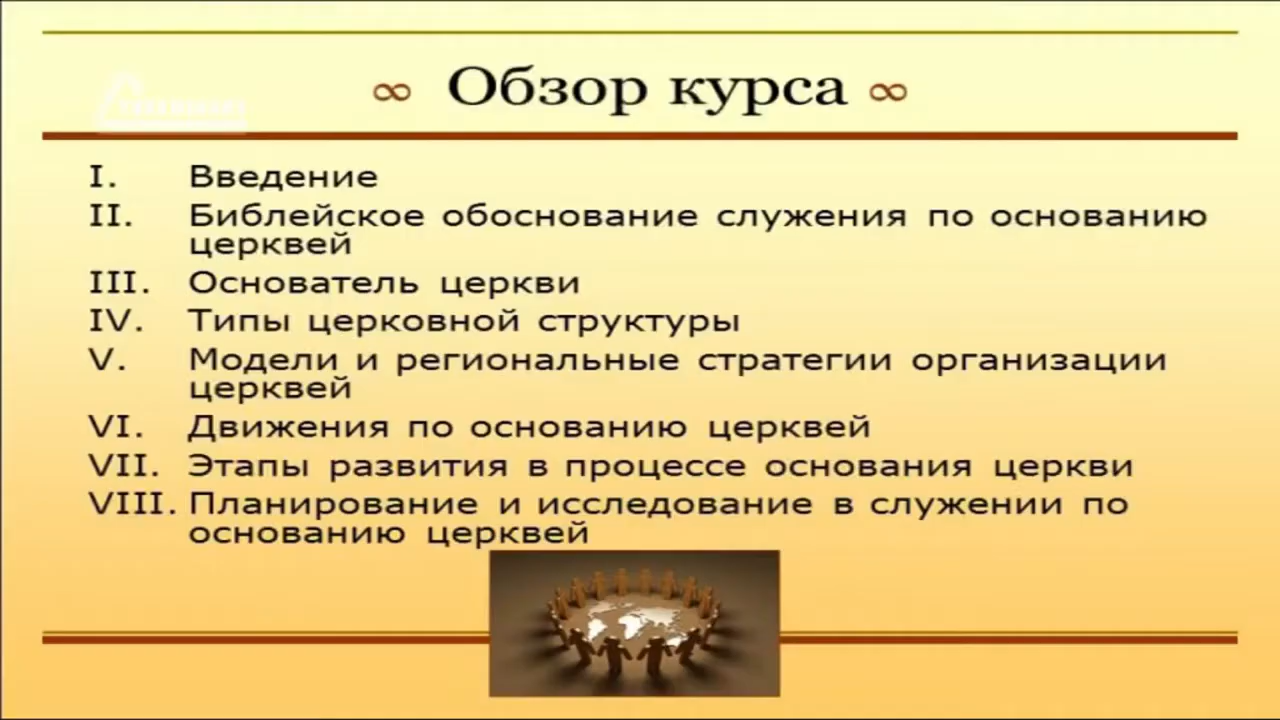 ∞ Обзор курса ∞
I. Введение
II. Библейское обоснование служения по основанию
церквей
III. Основатель церкви
IV. Типы церковной структуры
V. Модели и региональные стратегии организации
церквей
VI. Движения по основанию церквей
VII. Этапы развития в процессе основания церкви
VIII. Планирование и исследование в служении по
основанию церквей